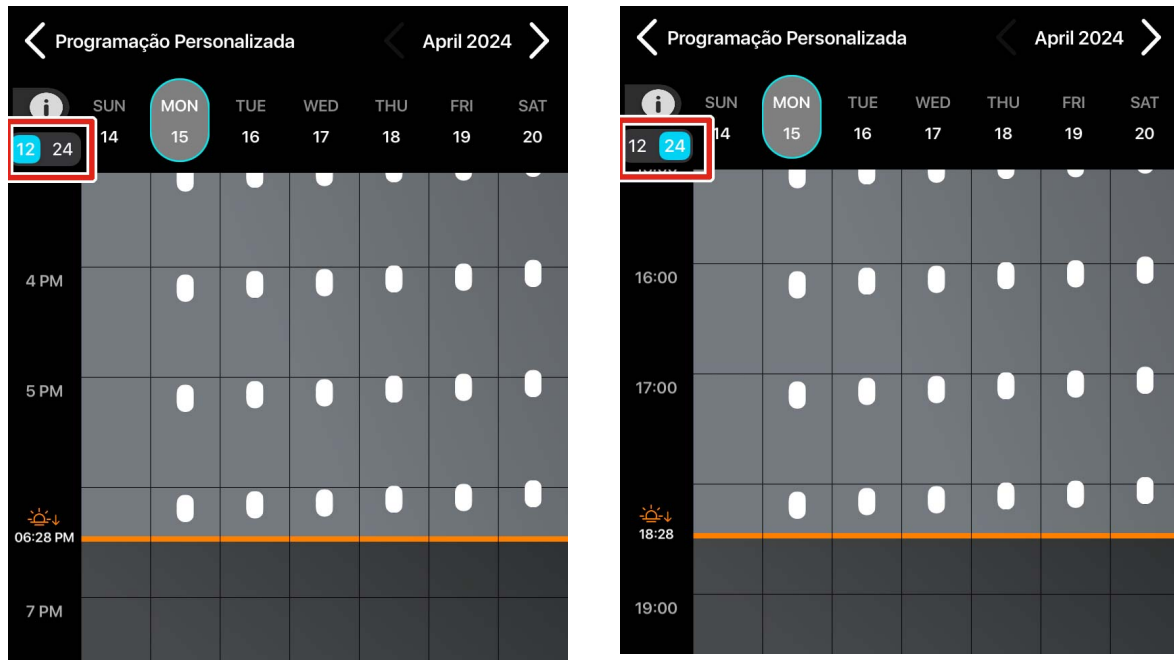 Programação Personalizada April 2024
SUN MON TUE WED THU FRI SAT
14 15 16 17 18 19 20
12 24
4 PM
5 PM
06:28 PM
7 PM
Programação Personalizada April 2024
SUN MON TUE WED THU FRI SAT
14 15 16 17 18 19 20
12 24
16:00
17:00
18:28
19:00